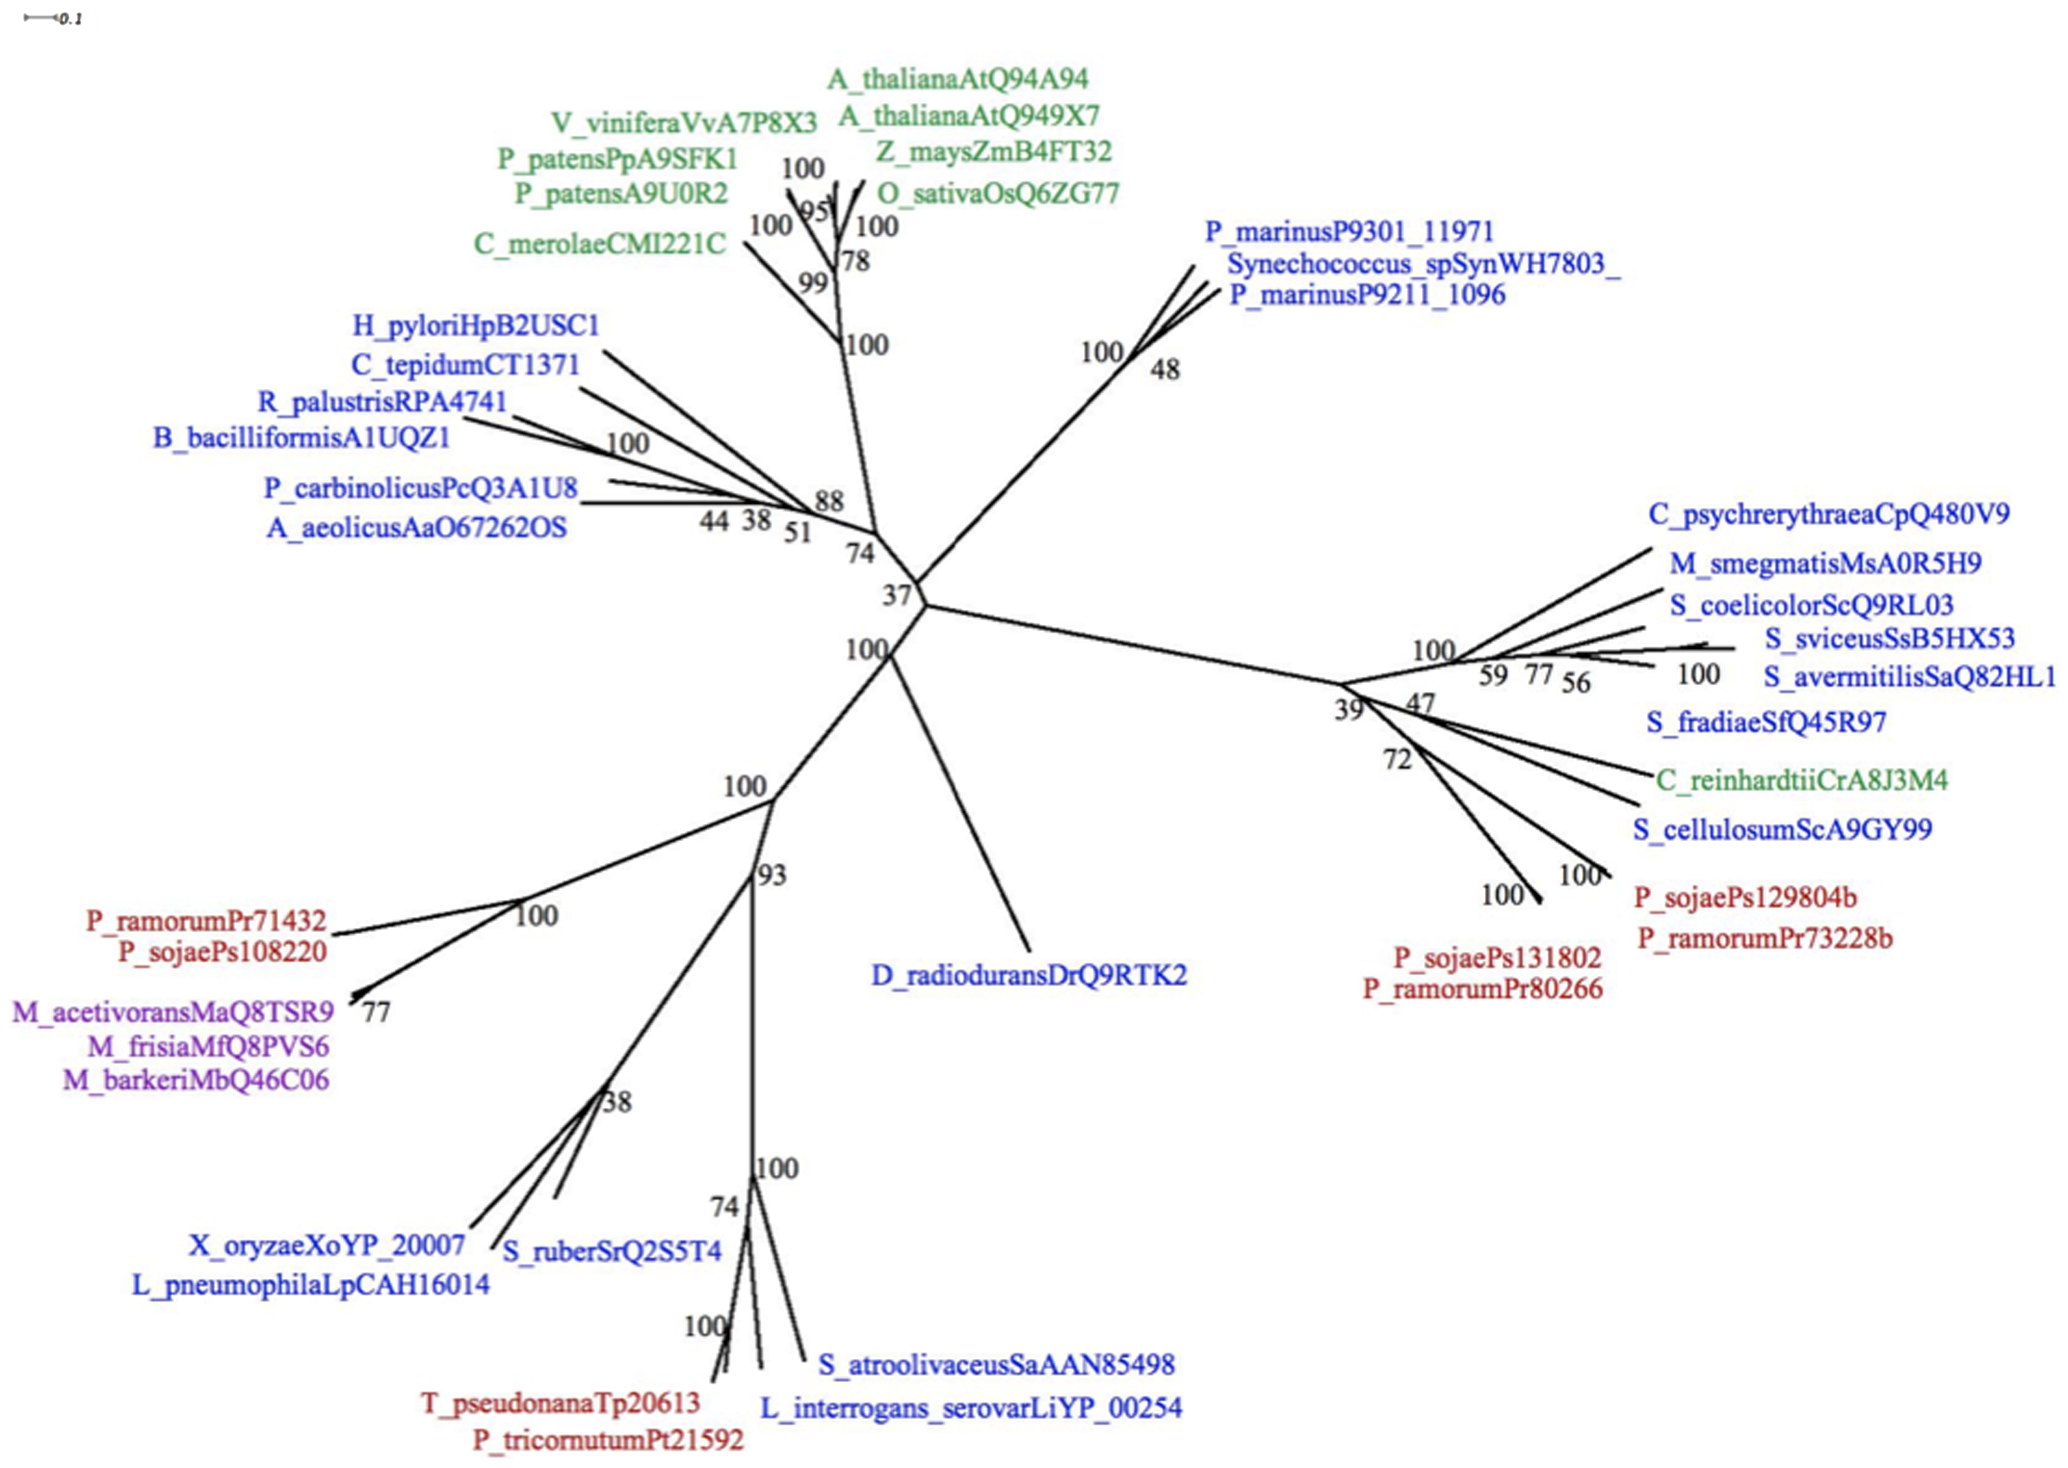 0.1
A_thalianaAtQ94A94
V_viniferaVvA7P8X3
A_thalianaAtQ949X7
P_patensPpA9SFK1
100
Z_maysZmB4FT32
P_patensA9U0R2
O_sativaOsQ6ZG77
95
100
100
C_merolaeCMI221C
78
99
100
P_marinusP9301_11971
Synechococcus_spSynWH7803_
P_marinusP9211_1096
100
48
H_pyloriHpB2USC1
C_tepidumCT1371
R_palustrisRPA4741
B_bacilliformisA1UQZ1
100
P_carbinolicusPcQ3A1U8
A_aeolicusAaO67262OS
88
44
38
51
74
37
C_psychrerythraeaCpQ480V9
M_smegmatisMsA0R5H9
S_coelicolorScQ9RL03
S_sviceusSsB5HX53
S_avermitilisSaQ82HL1
100
59
77
56
100
39
47
S_fradiaeSfQ45R97
72
C_reinhardtiiCrA8J3M4
S_cellulosumScA9GY99
100
100
P_sojaePs129804b
P_ramorumPr73228b
P_sojaePs131802
P_ramorumPr80266
100
100
93
D_radioduransDrQ9RTK2
P_ramorumPr71432
P_sojaePs108220
100
M_acetivoransMaQ8TSR9
77
M_frisiaMfQ8PVS6
M_barkeriMbQ46C06
38
100
74
X_oryzaeXoYP_20007
S_ruberSrQ2S5T4
L_pneumophilaLpCAH16014
100
S_atroolivaceusSaAAN85498
T_pseudonanaTp20613
L_interrogans_serovarLiYP_00254
P_tricornutumPt21592